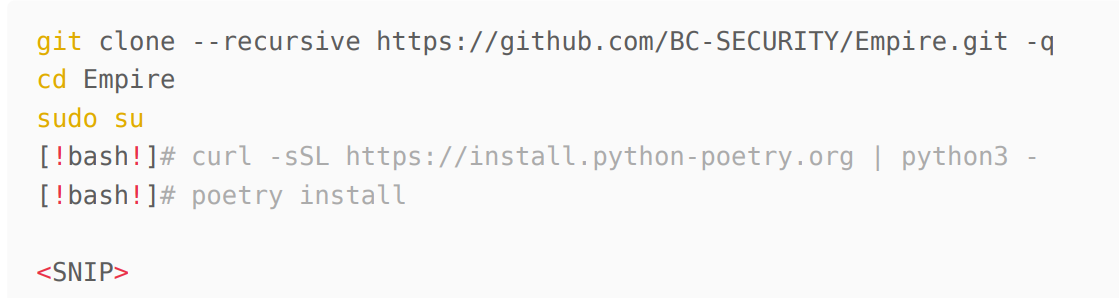 git clone --recursive https://github.com/BC-SECURITY/Empire.git -q
cd Empire
sudo su
[!bash!]# curl -sSL https://install.python-poetry.org | python3 -
[!bash!]# poetry install
<SNIP>